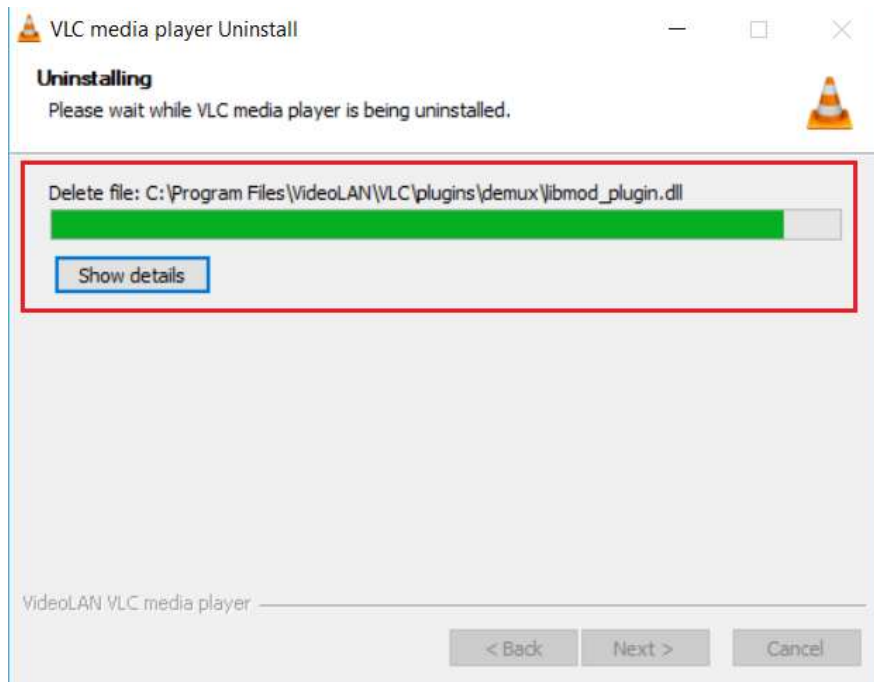 VLC media player Uninstall
Uninstalling
Please wait while VLC media player is being uninstalled.
Delete file: C:\Program Files\VideoLAN\VLC\plugins\demux\libmod_plugin.dll
Show details
VideoLAN VLC media player
< Back Next > Cancel